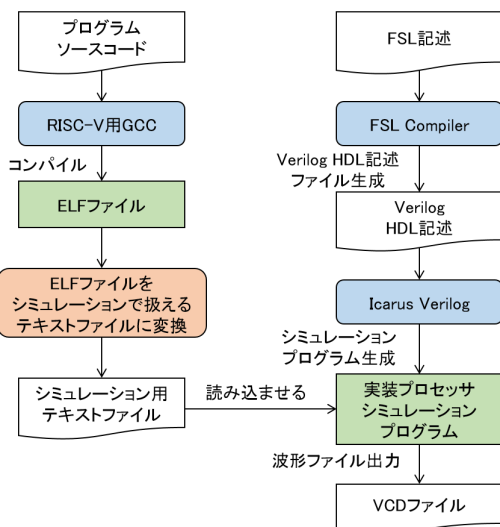 プログラム
ソースコード
RISC-V用GCC
コンパイル
ELFファイル
ELFファイルを
シミュレーションで扱える
テキストファイルに変換
シミュレーション用
テキストファイル
読み込ませる
FSL記述
FSL Compiler
Verilog HDL記述
ファイル生成
Verilog
HDL記述
Icarus Verilog
シミュレーション
プログラム生成
実装プロセッサ
シミュレーション
プログラム
波形ファイル出力
VCDファイル